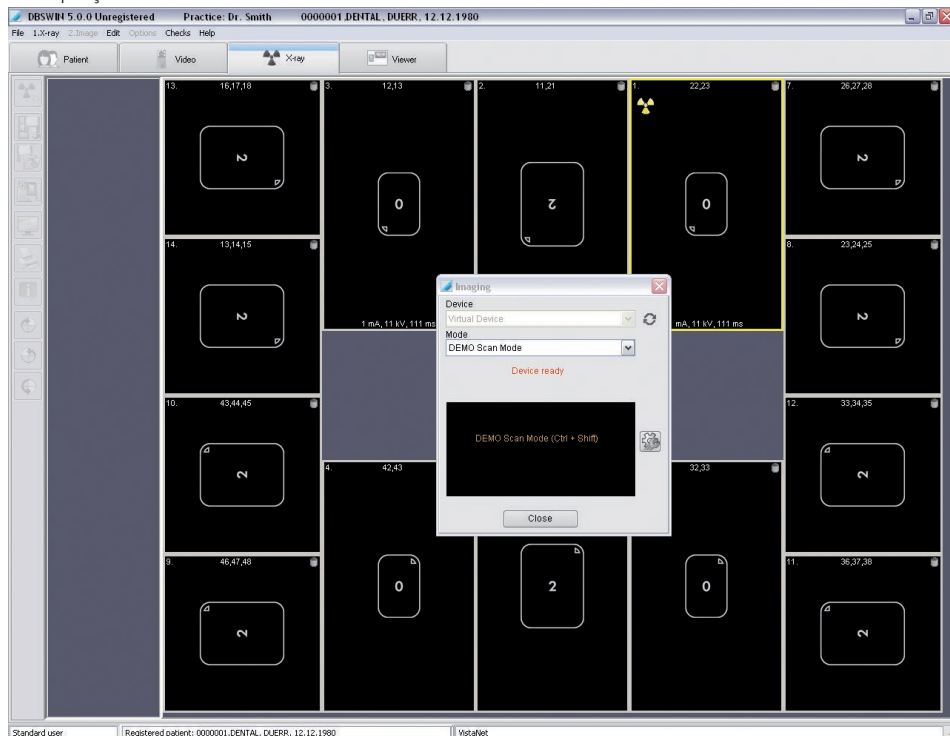 DBSWIN 5.0.0 Unregistered Practice: Dr. Smith 0000001,DENTAL, DUERR, 12.12.1980
File 1.X-ray 2.Image Edit Options Checks Help
Patient Video X-ray Viewer
13. 16,17,18 3. 12,13 2. 11,21 1. 22,23 7. 26,27,28
2 0 2 0 2
14. 13,14,15 8. 23,24,25
2 2
1 mA, 11 kV, 111 ms mA, 11 kV, 111 ms
Imaging
Device
Virtual Device
Mode
DEMO Scan Mode
Device ready
DEMO Scan Mode (Ctrl + Shift)
Close
10. 43,44,45 12. 33,34,35
2 2
4. 42,43 32,33
9. 46,47,48 11. 36,37,38
2 0 2 0 2
Standard user Registered patient: 0000001,DENTAL, DUERR, 12.12.1980 VistaNet